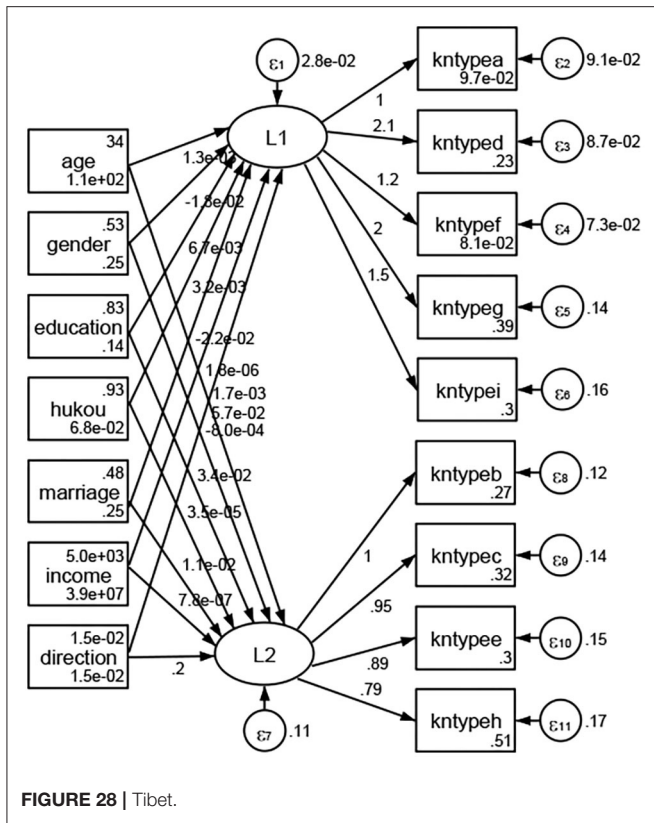 ε1 2.8e-02
L1
34
age
1.1e+02
.53
gender
.25
.83
education
.14
.93
hukou
6.8e-02
.48
marriage
.25
5.0e+03
income
3.9e+07
1.5e-02
direction
1.5e-02
-1.8e-02
6.7e-03
3.2e-03
-2.2e-02
1.8e-06
1.7e-03
5.7e-02
-8.0e-04
3.4e-02
3.5e-05
1.1e-02
7.8e-07
.2
L2
ε7 .11
1
2.1
1.2
2
1.5
kntypea
9.7e-02
ε2 9.1e-02
kntyped
.23
ε3 8.7e-02
kntypef
8.1e-02
ε4 7.3e-02
kntypeg
.39
ε5 .14
kntypei
.3
ε6 .16
1
.95
.89
.79
kntypeb
.27
ε8 .12
kntypec
.32
ε9 .14
kntypee
.3
ε10 .15
kntypeh
.51
ε11 .17
FIGURE 28 | Tibet.